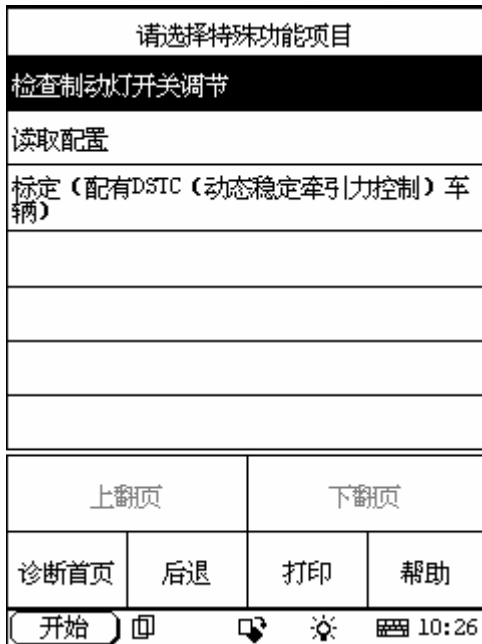 请选择特殊功能项目
检查制动灯开关调节
读取配置
标定（配有DSTC（动态稳定牵引力控制）车
辆）
上翻页 下翻页
诊断首页 后退 打印 帮助
开始 10:26